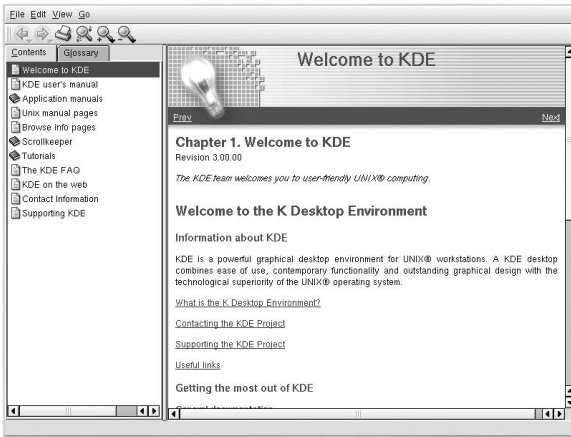 File Edit View Go
Contents Glossary
Welcome to KDE
KDE user's manual
Application manuals
Unix manual pages
Browse info pages
Scrollkeeper
Tutorials
The KDE FAQ
KDE on the web
Contact Information
Supporting KDE
Welcome to KDE
Prev Next
Chapter 1. Welcome to KDE
Revision 3.00.00
The KDE team welcomes you to user-friendly UNIX® computing.
Welcome to the K Desktop Environment
Information about KDE
KDE is a powerful graphical desktop environment for UNIX® workstations. A KDE desktop
combines ease of use, contemporary functionality and outstanding graphical design with the
technological superiority of the UNIX® operating system.
What is the K Desktop Environment?
Contacting the KDE Project
Supporting the KDE Project
Useful links
Getting the most out of KDE
General documentation